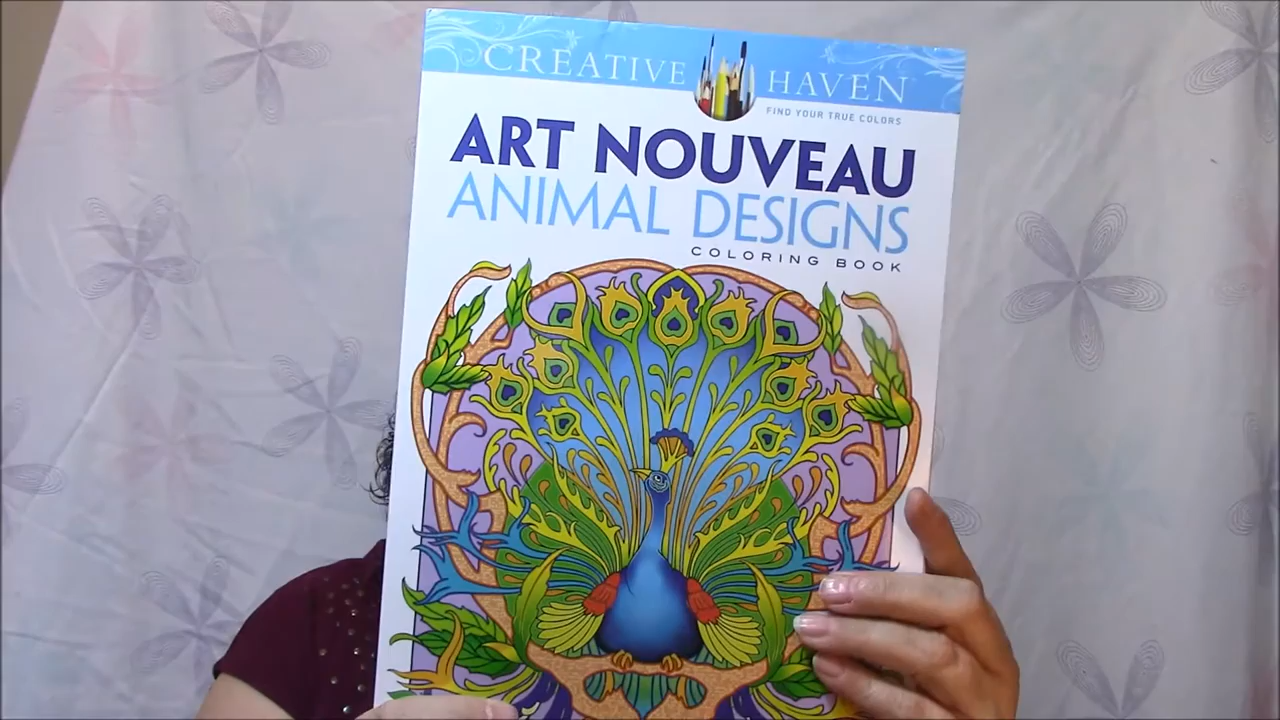 CREATIVE HAVEN
FIND YOUR TRUE COLORS
ART NOUVEAU
ANIMAL DESIGNS
COLORING BOOK